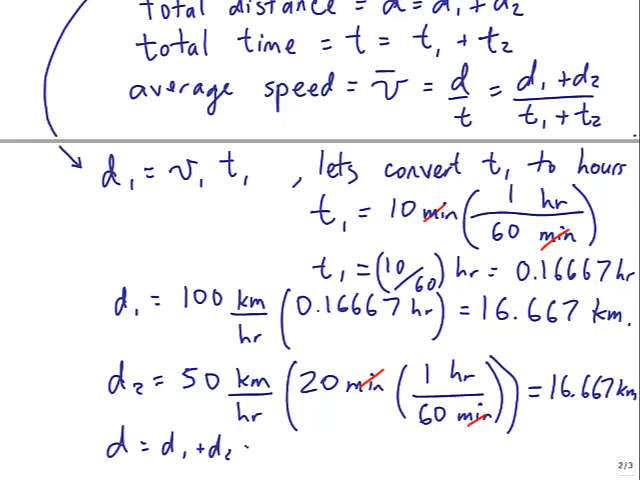 total distance = d = d₁ + d₂
total time = t = t₁ + t₂
average speed = v̄ = d/t = (d₁ + d₂)/(t₁ + t₂)
d₁ = v₁ t₁ , lets convert t₁ to hours
t₁ = 10 min (1 hr / 60 min)
t₁ = (10/60) hr = 0.16667 hr
d₁ = 100 km/hr (0.16667 hr) = 16.667 km.
d₂ = 50 km/hr (20 min (1 hr / 60 min)) = 16.667 km
d = d₁ + d₂
2/3